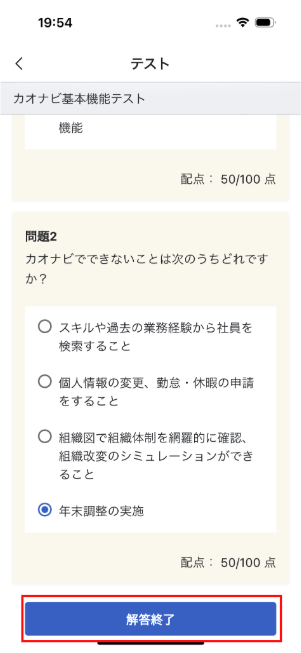 19:54
テスト
カオナビ基本機能テスト
機能
配点： 50/100 点
問題2
カオナビでできないことは次のうちどれです
か？
スキルや過去の業務経験から社員を
検索すること
個人情報の変更、勤怠・休暇の申請
をすること
組織図で組織体制を網羅的に確認、
組織改変のシミュレーションができ
ること
年末調整の実施
配点： 50/100 点
解答終了